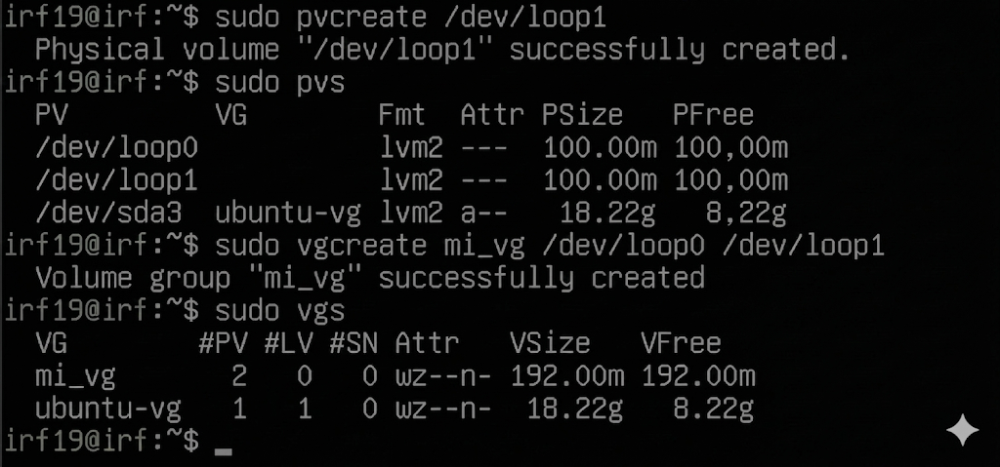 irf19@irf:~$ sudo pvcreate /dev/loop1
  Physical volume "/dev/loop1" successfully created.
irf19@irf:~$ sudo pvs
  PV         VG        Fmt  Attr PSize   PFree
  /dev/loop0           lvm2 ---  100.00m 100,00m
  /dev/loop1           lvm2 ---  100.00m 100,00m
  /dev/sda3  ubuntu-vg lvm2 a--   18.22g   8,22g
irf19@irf:~$ sudo vgcreate mi_vg /dev/loop0 /dev/loop1
  Volume group "mi_vg" successfully created
irf19@irf:~$ sudo vgs
  VG        #PV #LV #SN Attr   VSize   VFree
  mi_vg       2   0   0 wz--n- 192.00m 192.00m
  ubuntu-vg   1   1   0 wz--n-  18.22g   8.22g
irf19@irf:~$ _